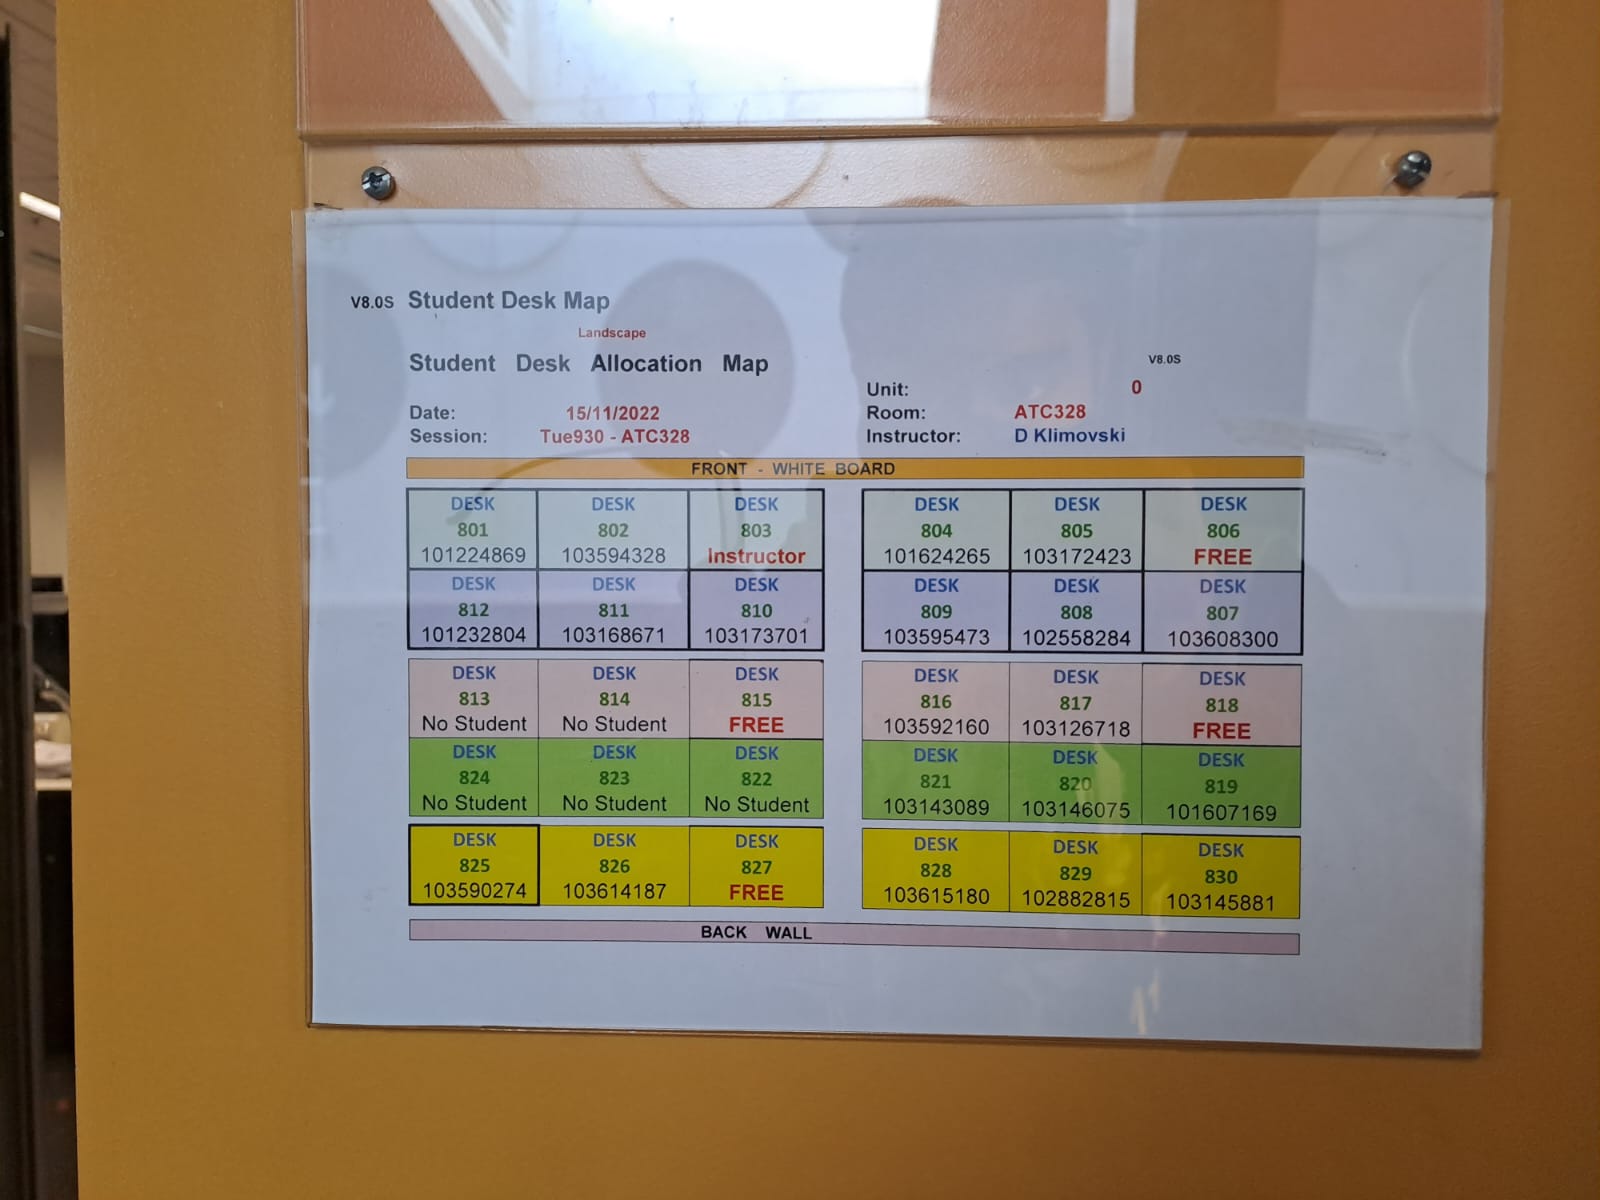 V8.0S Student Desk Map
Landscape
Student Desk Allocation Map
V8.0S
Unit: 0
Date: 15/11/2022 Room: ATC328
Session: Tue930 - ATC328 Instructor: D Klimovski
FRONT - WHITE BOARD
DESK DESK DESK DESK DESK DESK
801 802 803 804 805 806
101224869 103594328 Instructor 101624265 103172423 FREE
DESK DESK DESK DESK DESK DESK
812 811 810 809 808 807
101232804 103168671 103173701 103595473 102558284 103608300
DESK DESK DESK DESK DESK DESK
813 814 815 816 817 818
No Student No Student FREE 103592160 103126718 FREE
DESK DESK DESK DESK DESK DESK
824 823 822 821 820 819
No Student No Student No Student 103143089 103146075 101607169
DESK DESK DESK DESK DESK DESK
825 826 827 828 829 830
103590274 103614187 FREE 103615180 102882815 103145881
BACK WALL